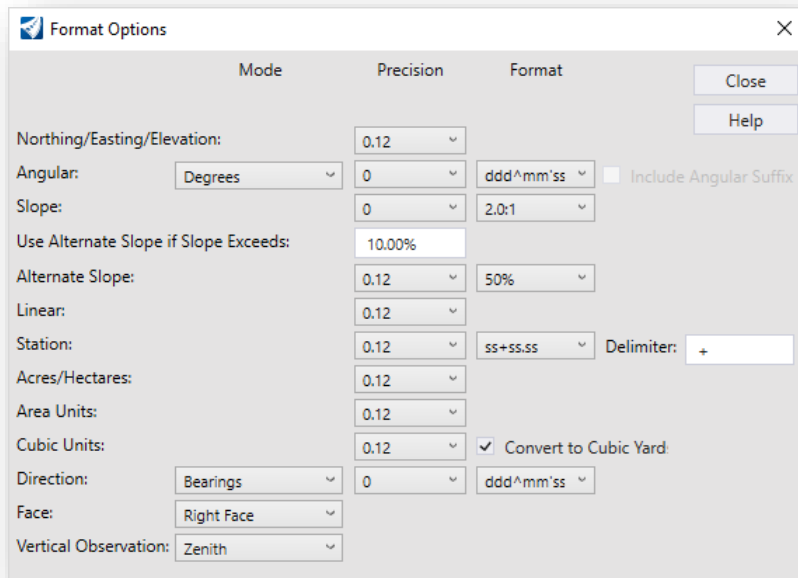 Format Options
Mode Precision Format
Close
Help
Northing/Easting/Elevation: 0.12
Angular: Degrees 0 ddd^mm'ss Include Angular Suffix
Slope: 0 2.0:1
Use Alternate Slope if Slope Exceeds: 10.00%
Alternate Slope: 0.12 50%
Linear: 0.12
Station: 0.12 ss+ss.ss Delimiter: +
Acres/Hectares: 0.12
Area Units: 0.12
Cubic Units: 0.12 Convert to Cubic Yard
Direction: Bearings 0 ddd^mm'ss
Face: Right Face
Vertical Observation: Zenith